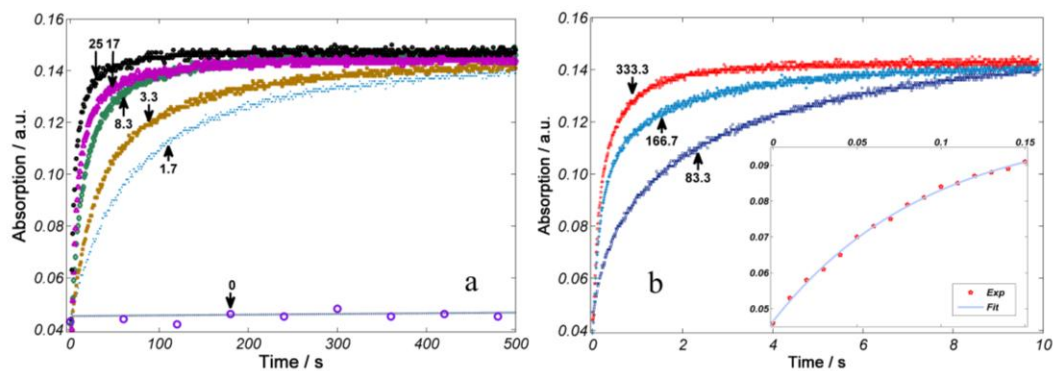 0.16
0.14
0.12
0.10
0.08
0.06
0.04
Absorption / a.u.
25 17
3.3
8.3
1.7
0
a
0 100 200 300 400 500
Time / s
0.16
0.14
0.12
0.10
0.08
0.06
0.04
Absorption / a.u.
333.3
166.7
83.3
b
0 0.05 0.1 0.15
0.09
0.08
0.07
0.06
0.05
Exp
Fit
0 2 4 6 8 10
Time / s